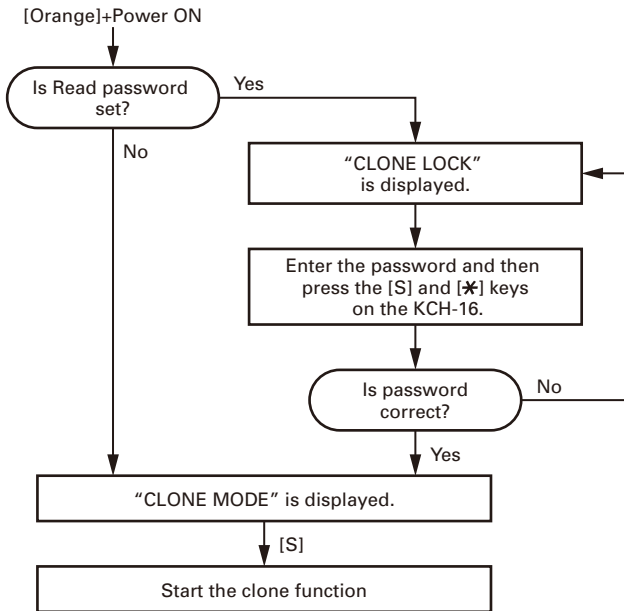 [Orange]+Power ON
Is Read password
set?
Yes
No
“CLONE LOCK”
is displayed.
Enter the password and then
press the [S] and [✱] keys
on the KCH-16.
Is password
correct?
No
Yes
“CLONE MODE” is displayed.
[S]
Start the clone function